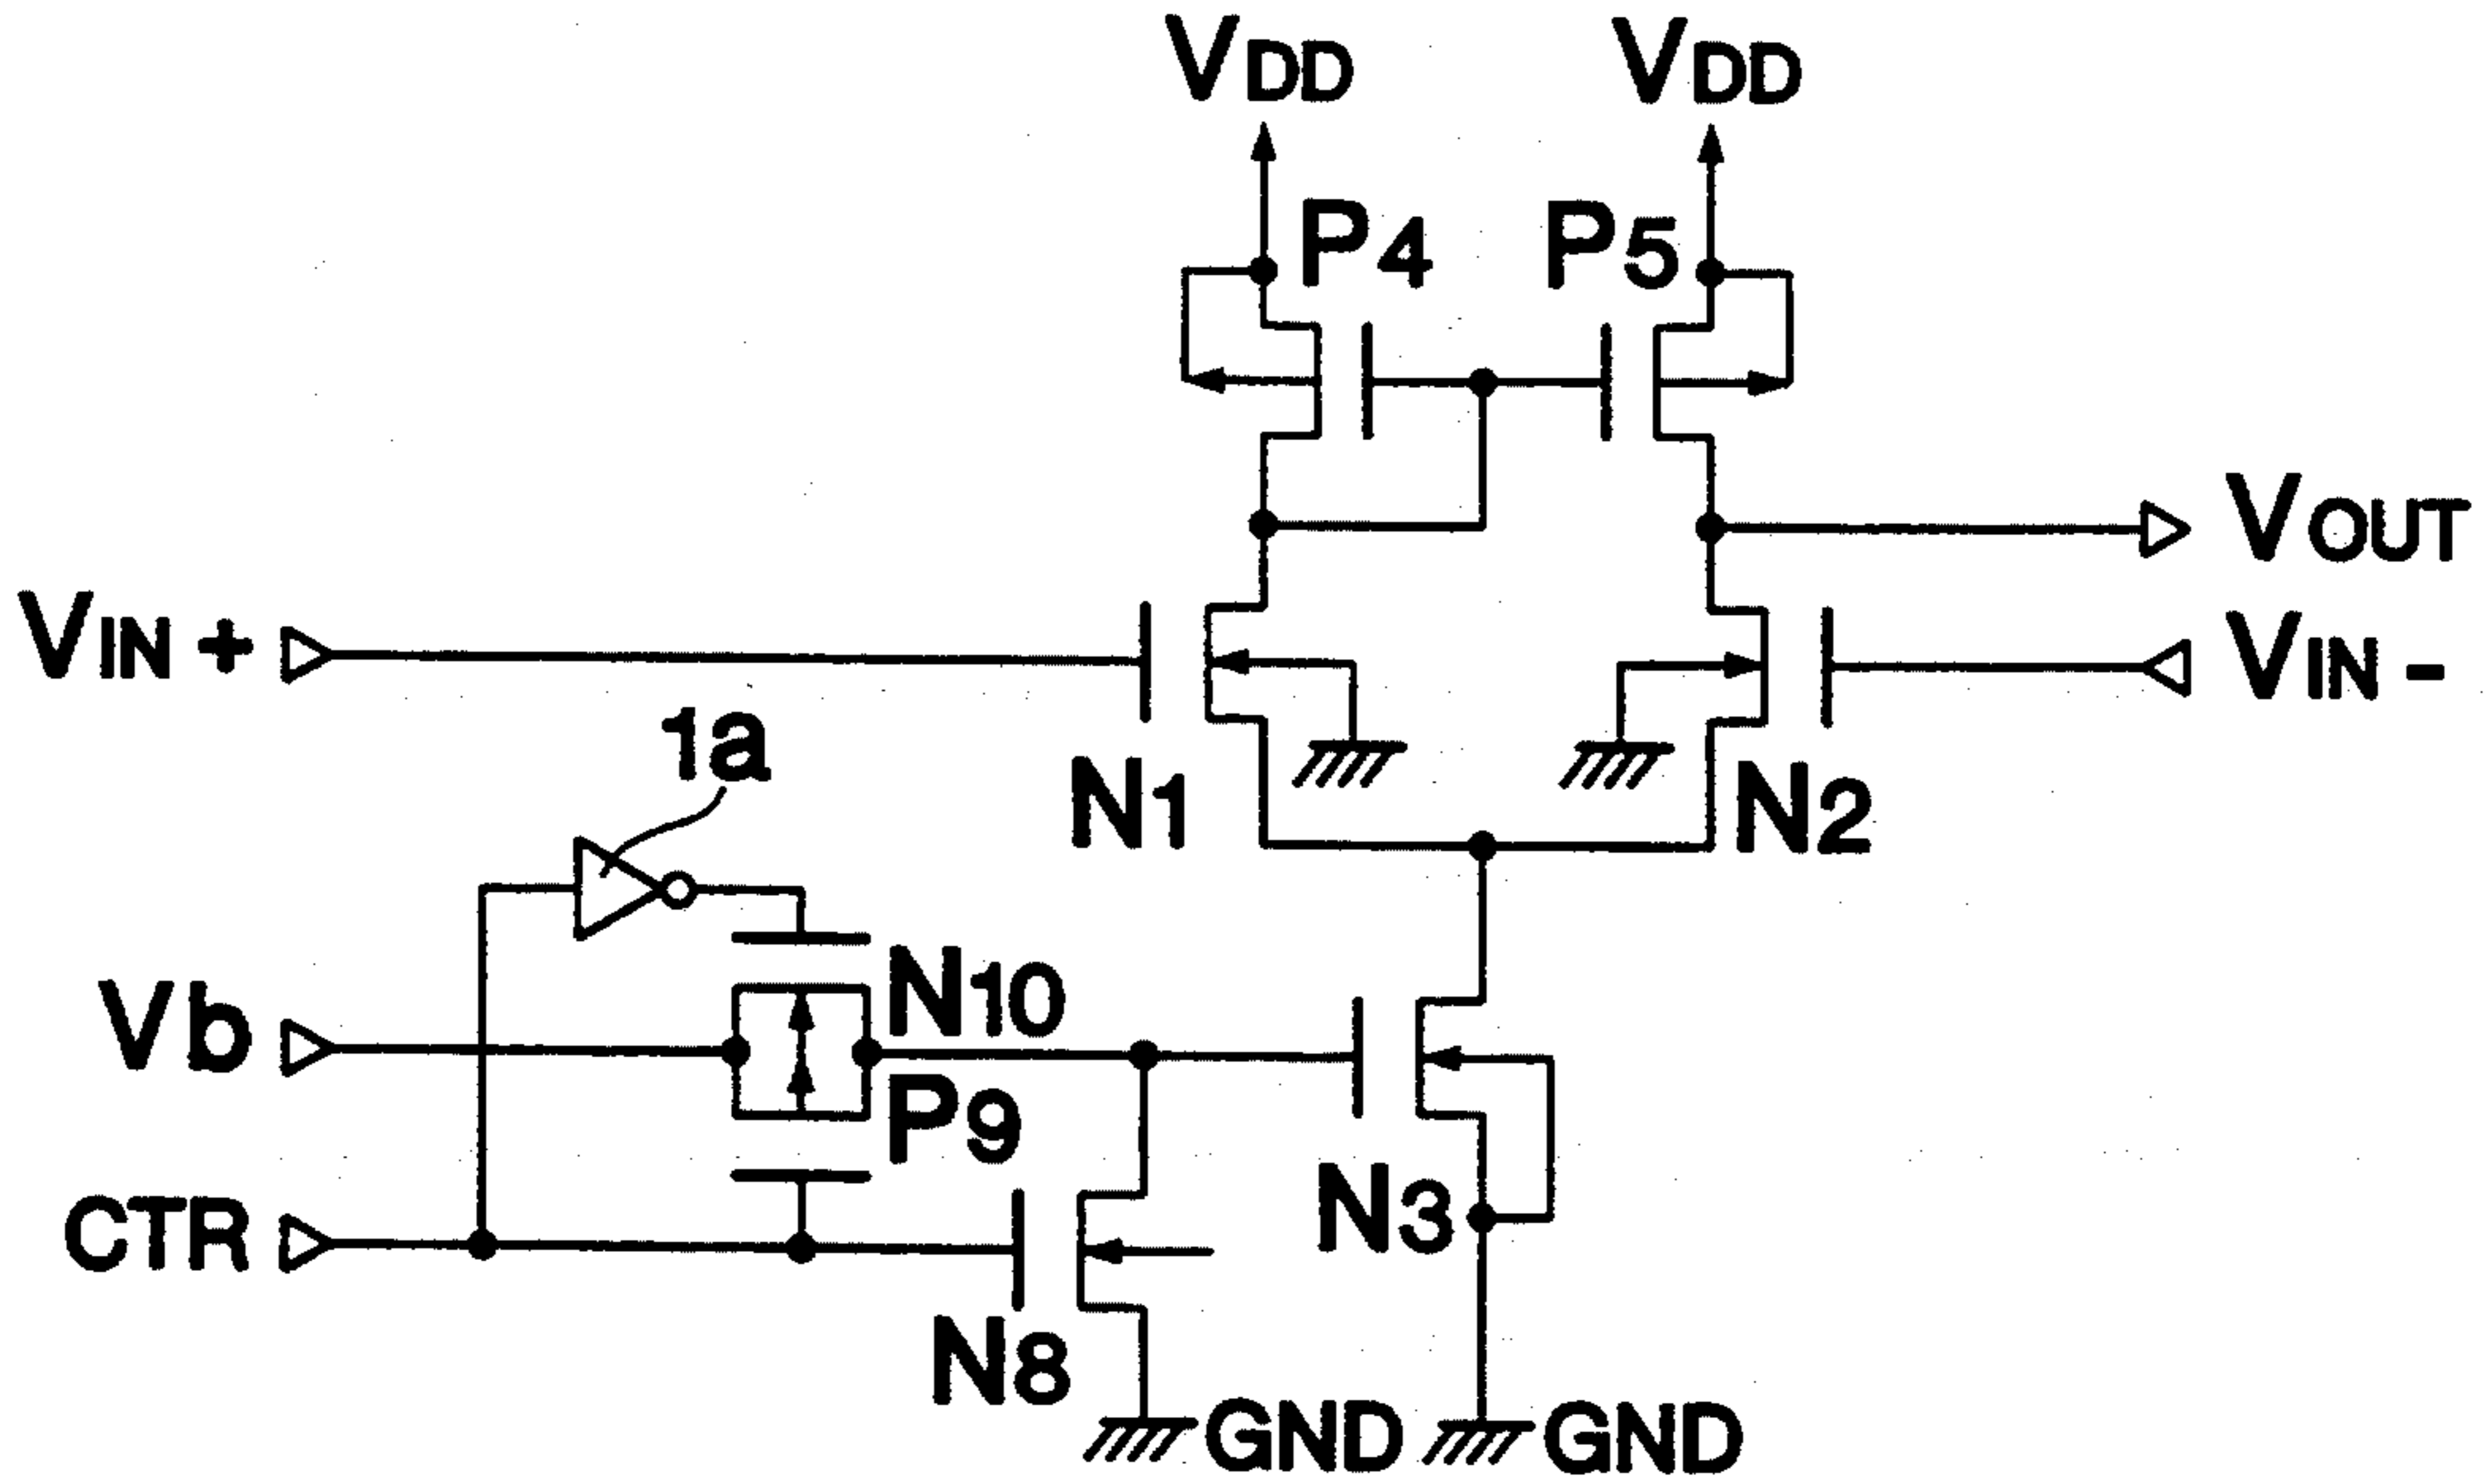 VDD VDD
P4 P5
VOUT
VIN + VIN -
1a
N1 N2
N10
Vb
P9
CTR N3
N8
GND GND